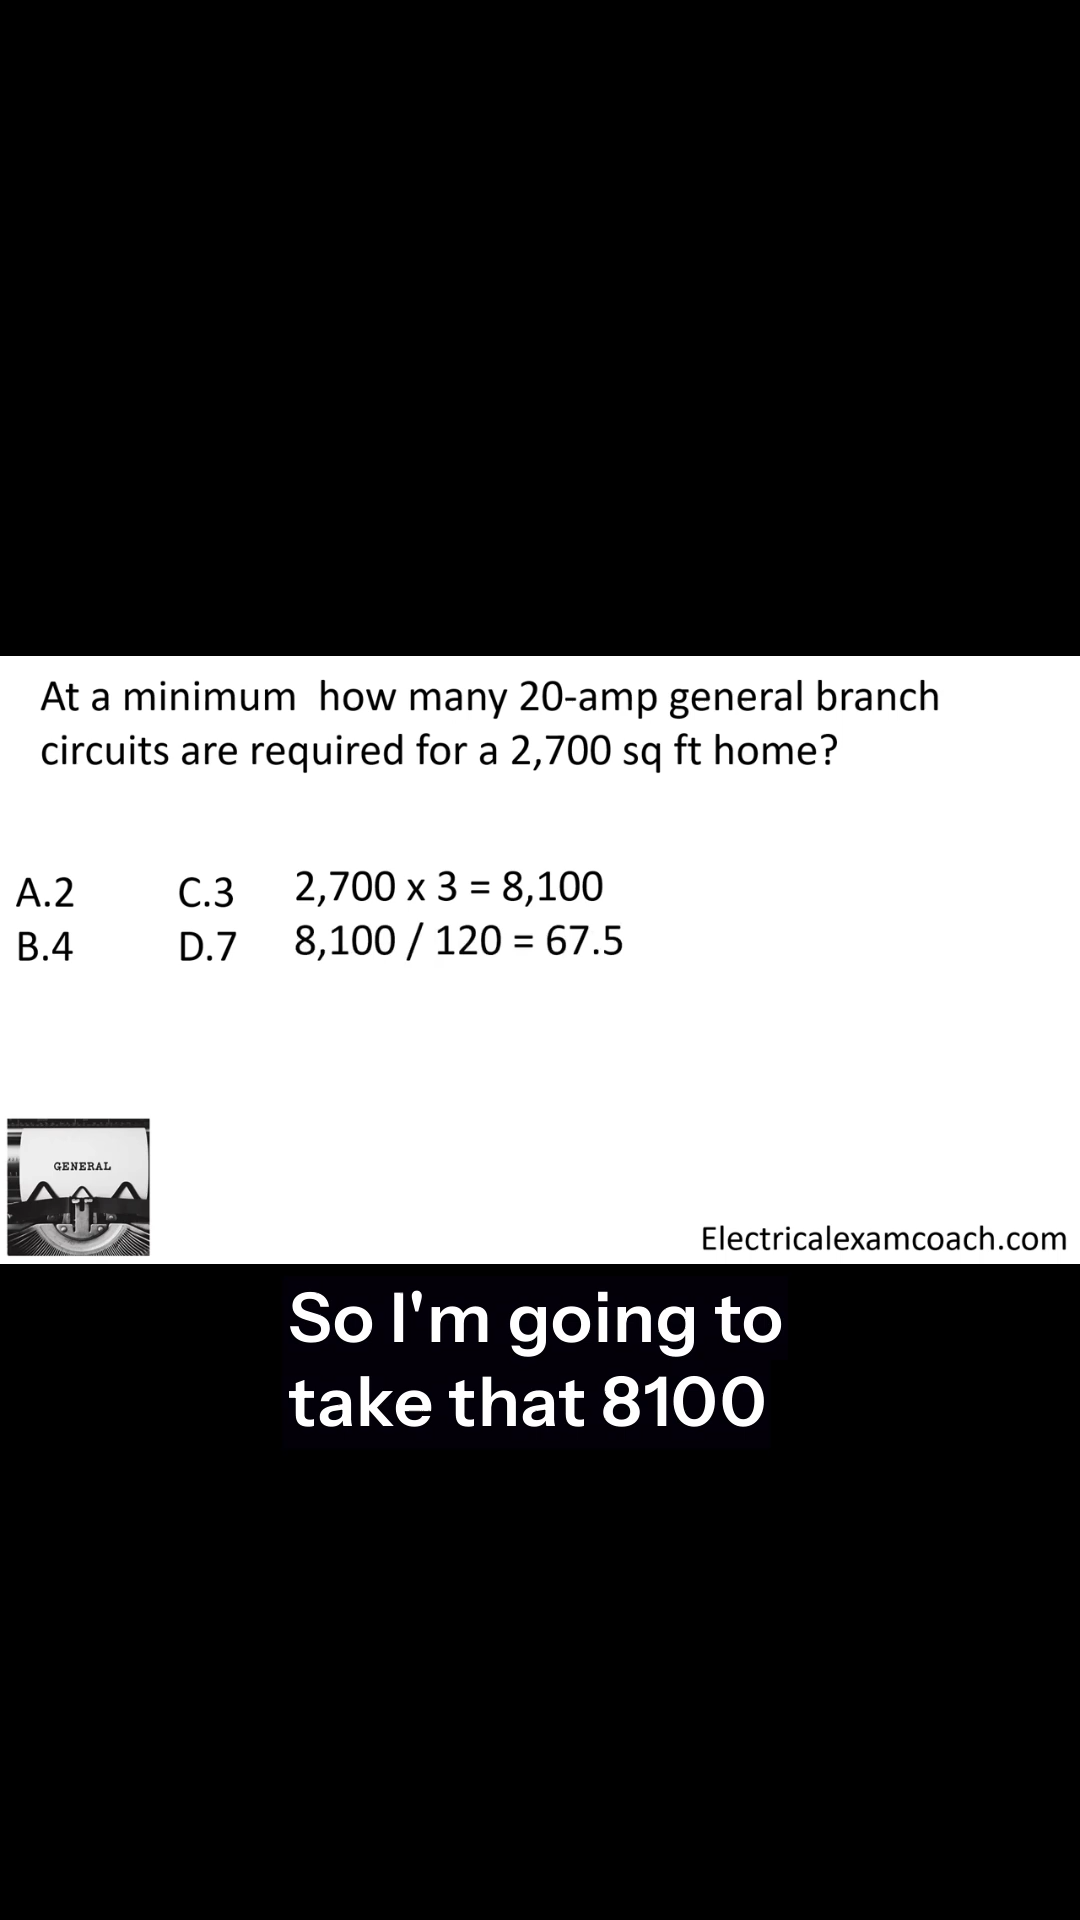 At a minimum  how many 20-amp general branch
circuits are required for a 2,700 sq ft home?
A.2
C.3
2,700 x 3 = 8,100
B.4
D.7
8,100 / 120 = 67.5
GENERAL
Electricalexamcoach.com
So I'm going to
take that 8100